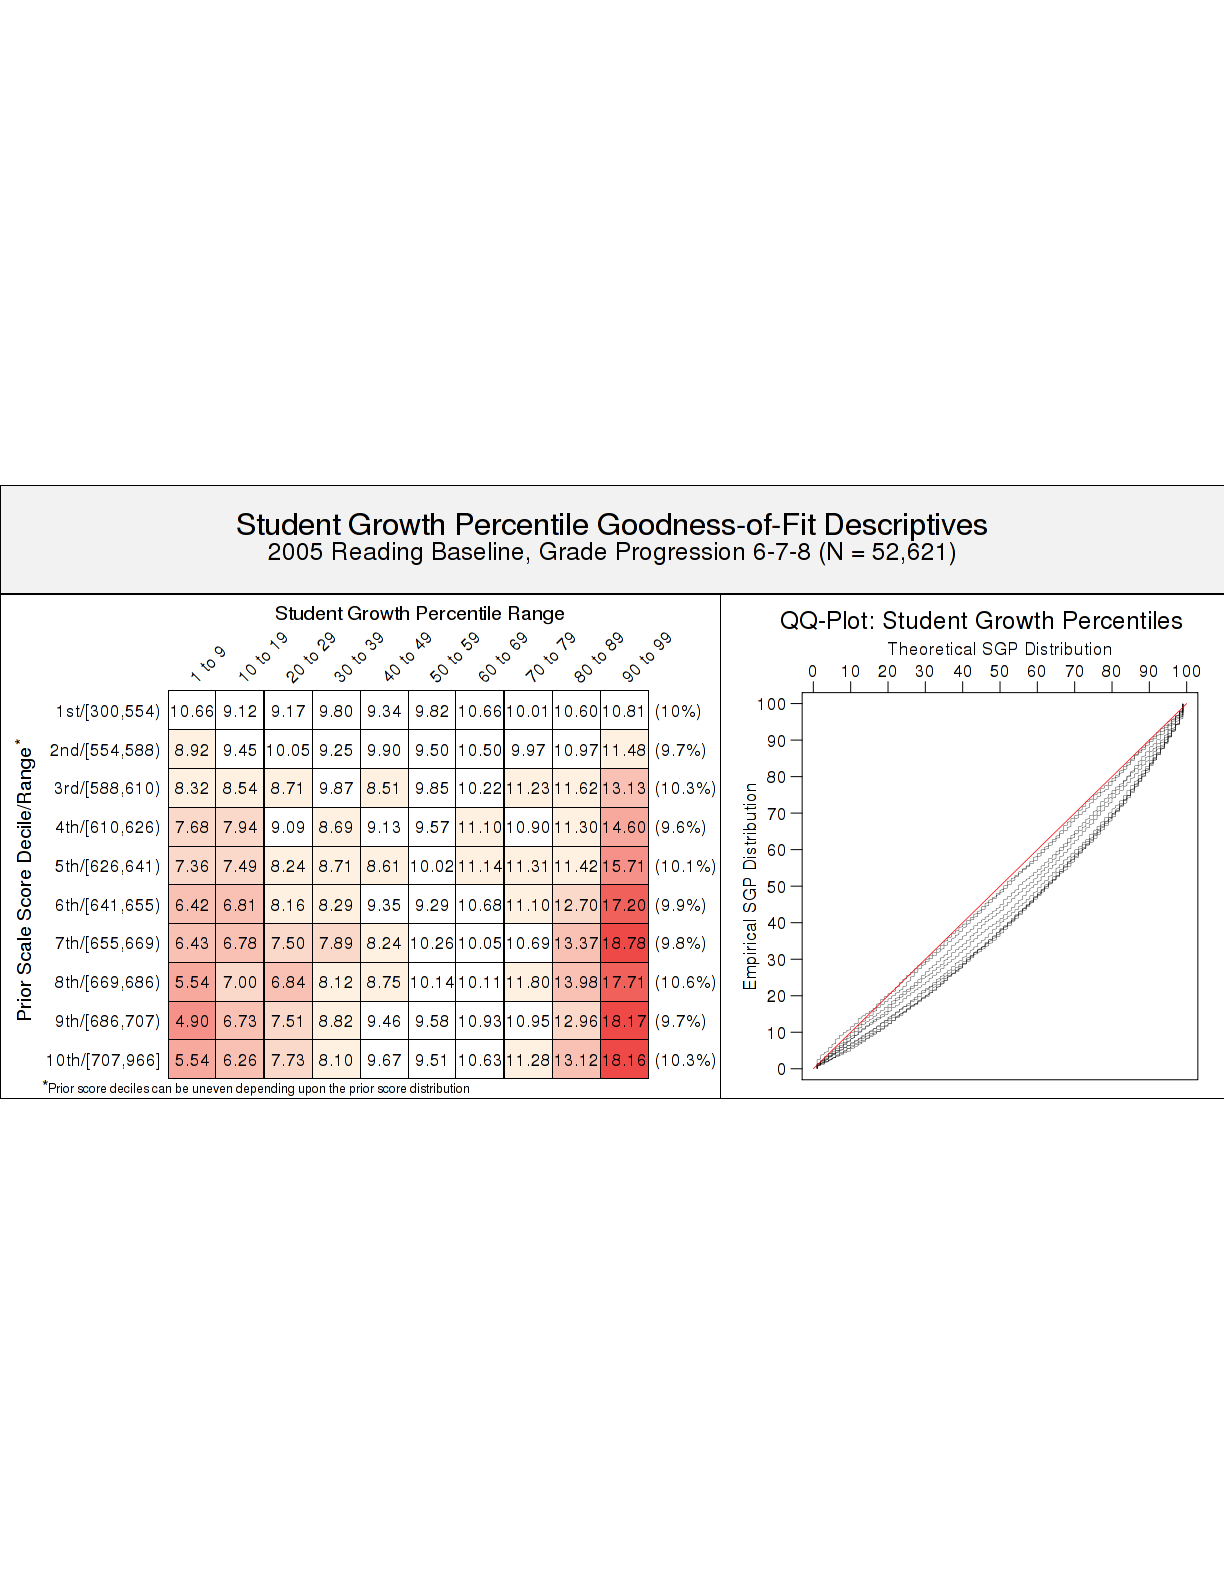 Student Growth Percentile Goodness-of-Fit Descriptives
2005 Reading Baseline, Grade Progression 6-7-8 (N = 52,621)
Student Growth Percentile Range
1 to 9 10 to 19 20 to 29 30 to 39 40 to 49 50 to 59 60 to 69 70 to 79 80 to 89 90 to 99
Prior Scale Score Decile/Range*
1st/[300,554) 10.66 9.12 9.17 9.80 9.34 9.82 10.66 10.01 10.60 10.81 (10%)
2nd/[554,588) 8.92 9.45 10.05 9.25 9.90 9.50 10.50 9.97 10.97 11.48 (9.7%)
3rd/[588,610) 8.32 8.54 8.71 9.87 8.51 9.85 10.22 11.23 11.62 13.13 (10.3%)
4th/[610,626) 7.68 7.94 9.09 8.69 9.13 9.57 11.10 10.90 11.30 14.60 (9.6%)
5th/[626,641) 7.36 7.49 8.24 8.71 8.61 10.02 11.14 11.31 11.42 15.71 (10.1%)
6th/[641,655) 6.42 6.81 8.16 8.29 9.35 9.29 10.68 11.10 12.70 17.20 (9.9%)
7th/[655,669) 6.43 6.78 7.50 7.89 8.24 10.26 10.05 10.69 13.37 18.78 (9.8%)
8th/[669,686) 5.54 7.00 6.84 8.12 8.75 10.14 10.11 11.80 13.98 17.71 (10.6%)
9th/[686,707) 4.90 6.73 7.51 8.82 9.46 9.58 10.93 10.95 12.96 18.17 (9.7%)
10th/[707,966] 5.54 6.26 7.73 8.10 9.67 9.51 10.63 11.28 13.12 18.16 (10.3%)
*Prior score deciles can be uneven depending upon the prior score distribution
QQ-Plot: Student Growth Percentiles
Theoretical SGP Distribution
0 10 20 30 40 50 60 70 80 90 100
Empirical SGP Distribution
100
90
80
70
60
50
40
30
20
10
0